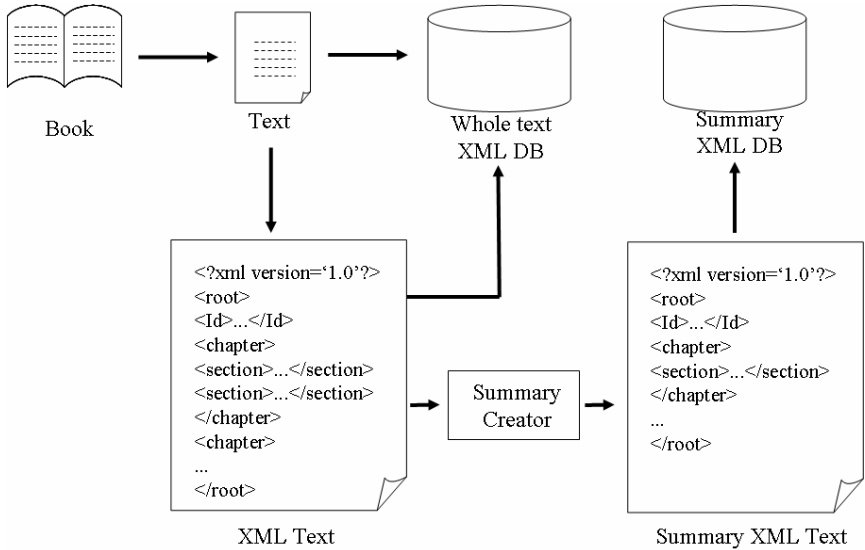 Book
Text
Whole text
XML DB
Summary
XML DB
<?xml version=‘1.0’?>
<root>
<Id>...</Id>
<chapter>
<section>...</section>
<section>...</section>
</chapter>
<chapter>
...
</root>
XML Text
Summary
Creator
<?xml version=‘1.0’?>
<root>
<Id>...</Id>
<chapter>
<section>...</section>
</chapter>
...
</root>
Summary XML Text